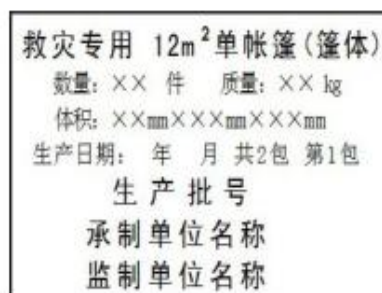 救灾专用 12m²单帐篷(篷体)
数量：×× 件 质量：×× kg
体积：××mm×××mm×××mm
生产日期： 年 月 共2包 第1包
生产批号
承制单位名称
监制单位名称